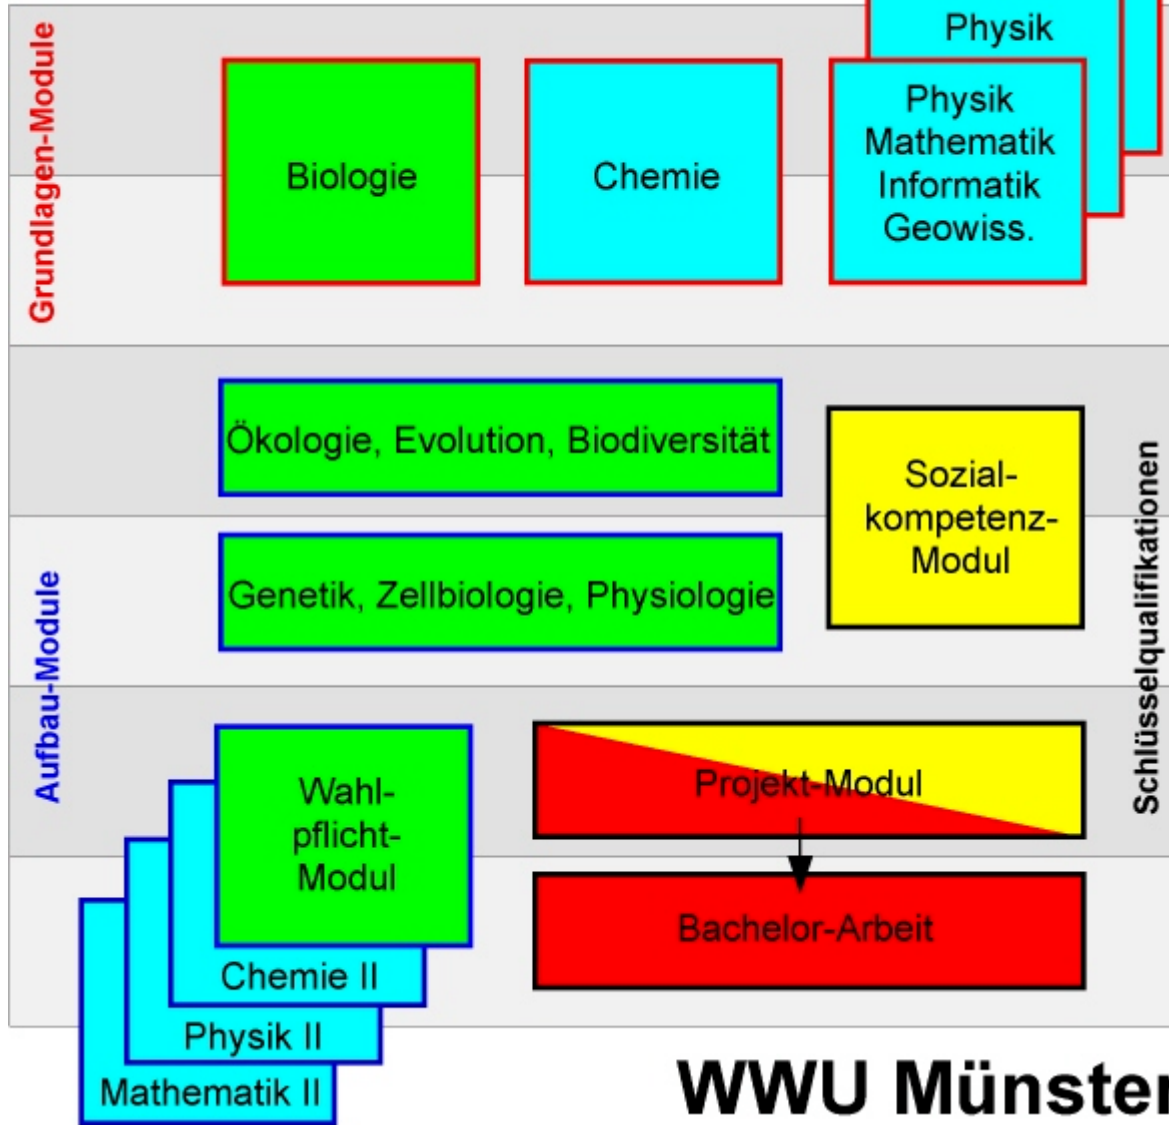 Grundlagen-Module
Physik
Biologie
Chemie
Physik
Mathematik
Informatik
Geowiss.
Aufbau-Module
Ökologie, Evolution, Biodiversität
Genetik, Zellbiologie, Physiologie
Sozial-
kompetenz-
Modul
Schlüsselqualifikationen
Wahl-
pflicht-
Modul
Chemie II
Physik II
Mathematik II
Projekt-Modul
Bachelor-Arbeit
WWU Münster